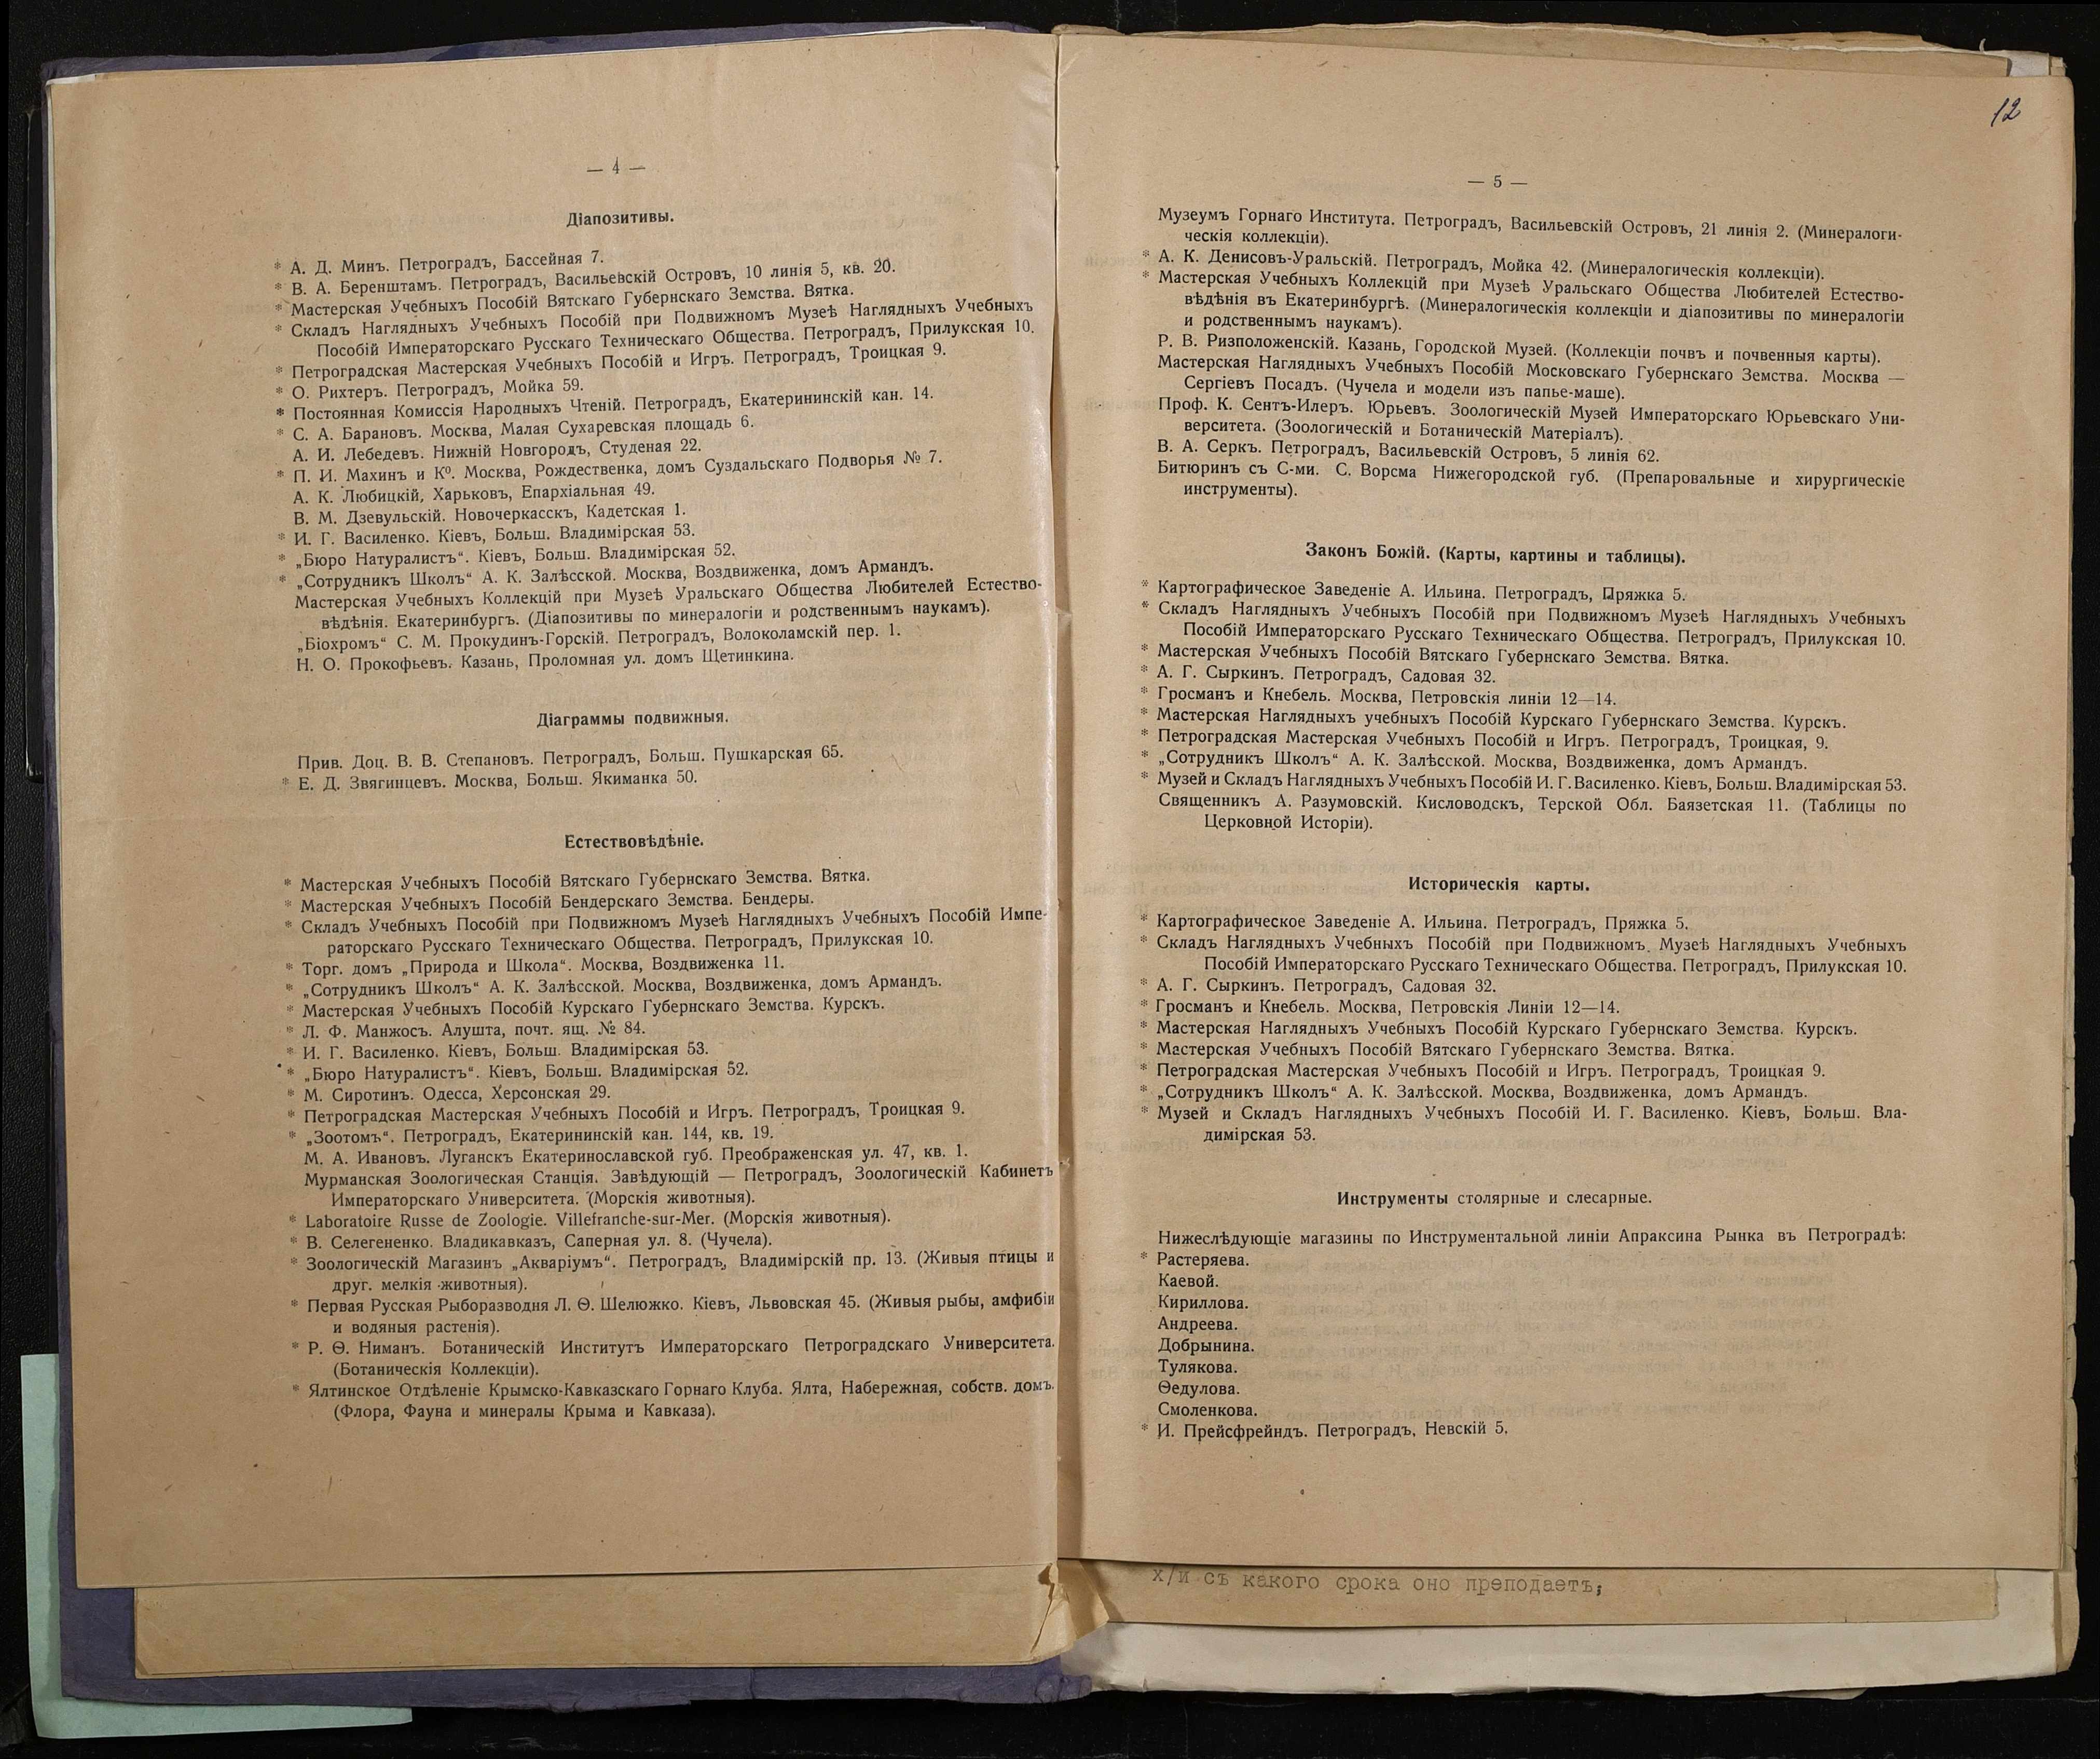 — 4 —
Діапозитивы.
* А. Д. Минъ. Петроградъ, Бассейная 7.
* В. А. Беренштамъ. Петроградъ, Васильевскій Островъ, 10 линія 5, кв. 20.
* Мастерская Учебныхъ Пособій Вятскаго Губернскаго Земства. Вятка.
* Складъ Наглядныхъ Учебныхъ Пособій при Подвижномъ Музеѣ Наглядныхъ Учебныхъ
Пособій Императорскаго Русскаго Техническаго Общества. Петроградъ, Прилукская 10.
* Петроградская Мастерская Учебныхъ Пособій и Игръ. Петроградъ, Троицкая 9.
* О. Рихтеръ. Петроградъ, Мойка 59.
* Постоянная Комиссія Народныхъ Чтеній. Петроградъ, Екатерининскій кан. 14.
* С. А. Барановъ. Москва, Малая Сухаревская площадь 6.
А. И. Лебедевъ. Нижній Новгородъ, Студеная 22.
* П. И. Махинъ и Кº. Москва, Рождественка, домъ Суздальскаго Подворья № 7.
А. К. Любицкій, Харьковъ, Епархіальная 49.
В. М. Дзевульскій. Новочеркасскъ, Кадетская 1.
* И. Г. Василенко. Кіевъ, Больш. Владимірская 53.
* „Бюро Натуралистъ“. Кіевъ, Больш. Владимірская 52.
* „Сотрудникъ Школъ“ А. К. Залѣсской. Москва, Воздвиженка, домъ Армандъ.
Мастерская Учебныхъ Коллекцій при Музеѣ Уральскаго Общества Любителей Естество-
вѣдѣнія. Екатеринбургъ. (Діапозитивы по минералогіи и родственнымъ наукамъ).
„Біохромъ“ С. М. Прокудинъ-Горскій. Петроградъ, Волоколамскій пер. 1.
Н. О. Прокофьевъ. Казань, Проломная ул. домъ Щетинкина.
Діаграммы подвижныя.
Прив. Доц. В. В. Степановъ. Петроградъ, Больш. Пушкарская 65.
* Е. Д. Звягинцевъ. Москва, Больш. Якиманка 50.
Естествовѣдѣніе.
* Мастерская Учебныхъ Пособій Вятскаго Губернскаго Земства. Вятка.
* Мастерская Учебныхъ Пособій Бендерскаго Земства. Бендеры.
* Складъ Учебныхъ Пособій при Подвижномъ Музеѣ Наглядныхъ Учебныхъ Пособій Импе-
раторскаго Русскаго Техническаго Общества. Петроградъ, Прилукская 10.
* Торг. домъ „Природа и Школа“. Москва, Воздвиженка 11.
* „Сотрудникъ Школъ“ А. К. Залѣсской. Москва, Воздвиженка, домъ Армандъ.
* Мастерская Учебныхъ Пособій Курскаго Губернскаго Земства. Курскъ.
* Л. Ф. Манжосъ. Алушта, почт. ящ. № 84.
* И. Г. Василенко. Кіевъ, Больш. Владимірская 53.
* „Бюро Натуралистъ“. Кіевъ, Больш. Владимірская 52.
* М. Сиротинъ. Одесса, Херсонская 29.
* Петроградская Мастерская Учебныхъ Пособій и Игръ. Петроградъ, Троицкая 9.
* „Зоотомъ“. Петроградъ, Екатерининскій кан. 144, кв. 19.
М. А. Ивановъ. Луганскъ Екатеринославской губ. Преображенская ул. 47, кв. 1.
Мурманская Зоологическая Станція. Завѣдующій — Петроградъ, Зоологическій Кабинетъ
Императорскаго Университета. (Морскія животныя).
* Laboratoire Russe de Zoologie. Villefranche-sur-Mer. (Морскія животныя).
* В. Селегененко. Владикавказъ, Саперная ул. 8. (Чучела).
* Зоологическій Магазинъ „Акваріумъ“. Петроградъ, Владимірскій пр. 13. (Живыя птицы и
друг. мелкія животныя).
* Первая Русская Рыборазводня Л. Ѳ. Шелюжко. Кіевъ, Львовская 45. (Живыя рыбы, амфибіи
и водяныя растенія).
* Р. Ѳ. Ниманъ. Ботаническій Институтъ Императорскаго Петроградскаго Университета.
(Ботаническія Коллекціи).
* Ялтинское Отдѣленіе Крымско-Кавказскаго Горнаго Клуба. Ялта, Набережная, собств. домъ.
(Флора, Фауна и минералы Крыма и Кавказа).
12
— 5 —
Музеумъ Горнаго Института. Петроградъ, Васильевскій Островъ, 21 линія 2. (Минералоги-
ческія коллекціи).
* А. К. Денисовъ-Уральскій. Петроградъ, Мойка 42. (Минералогическія коллекціи).
* Мастерская Учебныхъ Коллекцій при Музеѣ Уральскаго Общества Любителей Естество-
вѣдѣнія въ Екатеринбургѣ. (Минералогическія коллекціи и діапозитивы по минералогіи
и родственнымъ наукамъ).
Р. В. Ризположенскій. Казань, Городской Музей. (Коллекціи почвъ и почвенныя карты).
Мастерская Наглядныхъ Учебныхъ Пособій Московскаго Губернскаго Земства. Москва —
Сергіевъ Посадъ. (Чучела и модели изъ папье-маше).
Проф. К. Сентъ-Илеръ. Юрьевъ. Зоологическій Музей Императорскаго Юрьевскаго Уни-
верситета. (Зоологическій и Ботаническій Матеріалъ).
В. А. Серкъ. Петроградъ, Васильевскій Островъ, 5 линія 62.
Битюринъ съ С-ми. С. Ворсма Нижегородской губ. (Препаровальные и хирургическіе
инструменты).
Законъ Божій. (Карты, картины и таблицы).
* Картографическое Заведеніе А. Ильина. Петроградъ, Пряжка 5.
* Складъ Наглядныхъ Учебныхъ Пособій при Подвижномъ Музеѣ Наглядныхъ Учебныхъ
Пособій Императорскаго Русскаго Техническаго Общества. Петроградъ, Прилукская 10.
* Мастерская Учебныхъ Пособій Вятскаго Губернскаго Земства. Вятка.
* А. Г. Сыркинъ. Петроградъ, Садовая 32.
* Гросманъ и Кнебель. Москва, Петровскія линіи 12—14.
* Мастерская Наглядныхъ учебныхъ Пособій Курскаго Губернскаго Земства. Курскъ.
* Петроградская Мастерская Учебныхъ Пособій и Игръ. Петроградъ, Троицкая, 9.
* „Сотрудникъ Школъ“ А. К. Залѣсской. Москва, Воздвиженка, домъ Армандъ.
* Музей и Складъ Наглядныхъ Учебныхъ Пособій И. Г. Василенко. Кіевъ, Больш. Владимірская 53.
Священникъ А. Разумовскій. Кисловодскъ, Терской Обл. Баязетская 11. (Таблицы по
Церковной Исторіи).
Историческія карты.
* Картографическое Заведеніе А. Ильина. Петроградъ, Пряжка 5.
* Складъ Наглядныхъ Учебныхъ Пособій при Подвижномъ Музеѣ Наглядныхъ Учебныхъ
Пособій Императорскаго Русскаго Техническаго Общества. Петроградъ, Прилукская 10.
* А. Г. Сыркинъ. Петроградъ, Садовая 32.
* Гросманъ и Кнебель. Москва, Петровскія Линіи 12—14.
* Мастерская Наглядныхъ Учебныхъ Пособій Курскаго Губернскаго Земства. Курскъ.
* Мастерская Учебныхъ Пособій Вятскаго Губернскаго Земства. Вятка.
* Петроградская Мастерская Учебныхъ Пособій и Игръ. Петроградъ, Троицкая 9.
* „Сотрудникъ Школъ“ А. К. Залѣсской. Москва, Воздвиженка, домъ Армандъ.
* Музей и Складъ Наглядныхъ Учебныхъ Пособій И. Г. Василенко. Кіевъ, Больш. Вла-
димірская 53.
Инструменты столярные и слесарные.
Нижеслѣдующіе магазины по Инструментальной линіи Апраксина Рынка въ Петроградѣ:
* Растеряева.
Каевой.
Кириллова.
Андреева.
Добрынина.
Тулякова.
Ѳедулова.
Смоленкова.
* И. Прейсфрейндъ. Петроградъ, Невскій 5.
х/и съ какого срока оно преподаетъ,